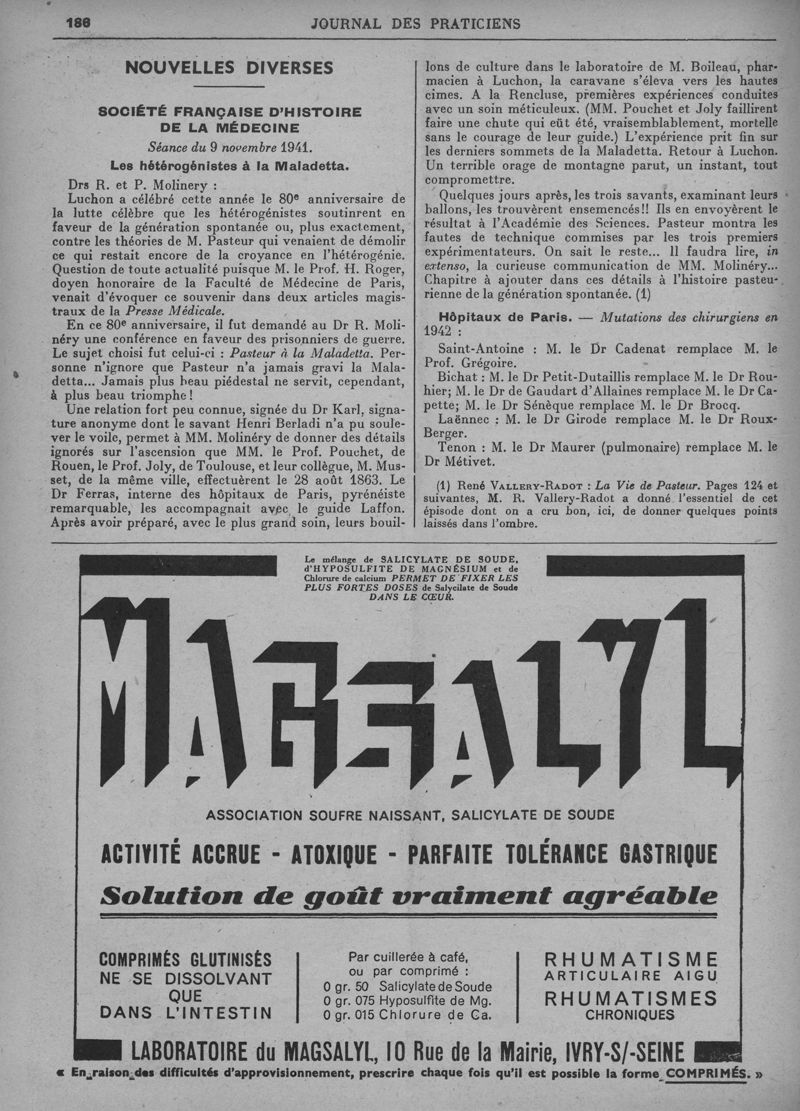 186
JOURNAL DES PRATICIENS
NOUVELLES DIVERSES
SOCIÉTÉ FRANÇAISE D'HISTOIRE
DE LA MÉDECINE
Séance du 9 novembre 1941.
Les hétérogénistes à la Maladetta.
Drs R. et P. Molinery :
Luchon a célébré cette année le 80e anniversaire de
la lutte célèbre que les hétérogénistes soutinrent en
faveur de la génération spontanée ou, plus exactement,
contre les théories de M. Pasteur qui venaient de démolir
ce qui restait encore de la croyance en l'hétérogénie.
Question de toute actualité puisque M. le Prof. H. Roger,
doyen honoraire de la Faculté de Médecine de Paris,
venait d'évoquer ce souvenir dans deux articles magis-
traux de la Presse Médicale.
En ce 80e anniversaire, il fut demandé au Dr R. Moli-
néry une conférence en faveur des prisonniers de guerre.
Le sujet choisi fut celui-ci : Pasteur à la Maladetta. Per-
sonne n'ignore que Pasteur n'a jamais gravi la Mala-
detta... Jamais plus beau piédestal ne servit, cependant,
à plus beau triomphe !
Une relation fort peu connue, signée du Dr Karl, signa-
ture anonyme dont le savant Henri Berladi n'a pu soule-
ver le voile, permet à MM. Molinéry de donner des détails
ignorés sur l'ascension que MM. le Prof. Pouchet, de
Rouen, le Prof. Joly, de Toulouse, et leur collègue, M. Mus-
set, de la même ville, effectuèrent le 28 août 1863. Le
Dr Ferras, interne des hôpitaux de Paris, pyrénéiste
remarquable, les accompagnait avec le guide Laffon.
Après avoir préparé, avec le plus grand soin, leurs bouil-
lons de culture dans le laboratoire de M. Boileau, phar-
macien à Luchon, la caravane s'éleva vers les hautes
cimes. A la Rencluse, premières expériences conduites
avec un soin méticuleux. (MM. Pouchet et Joly faillirent
faire une chute qui eût été, vraisemblablement, mortelle
sans le courage de leur guide.) L'expérience prit fin sur
les derniers sommets de la Maladetta. Retour à Luchon.
Un terrible orage de montagne parut, un instant, tout
compromettre.
Quelques jours après, les trois savants, examinant leurs
ballons, les trouvèrent ensemencés!! Ils en envoyèrent le
résultat à l'Académie des Sciences. Pasteur montra les
fautes de technique commises par les trois premiers
expérimentateurs. On sait le reste... Il faudra lire, in
extenso, la curieuse communication de MM. Molinéry...
Chapitre à ajouter dans ces détails à l'histoire pasteu-
rienne de la génération spontanée. (1)
Hôpitaux de Paris. — Mutations des chirurgiens en
1942 :
Saint-Antoine : M. le Dr Cadenat remplace M. le
Prof. Grégoire.
Bichat : M. le Dr Petit-Dutaillis remplace M. le Dr Rou-
hier; M. le Dr de Gaudart d'Allaines remplace M. le Dr Ca-
pette; M. le Dr Sénèque remplace M. le Dr Brocq.
Laënnec : M. le Dr Girode remplace M. le Dr Roux-
Berger.
Tenon : M. le Dr Maurer (pulmonaire) remplace M. le
Dr Métivet.
(1) René VALLERY-RADOT : La Vie de Pasteur. Pages 124 et
suivantes, M. R. Vallery-Radot a donné l'essentiel de cet
épisode dont on a cru bon, ici, de donner quelques points
laissés dans l'ombre.
Le mélange de SALICYLATE DE SOUDE,
d'HYPOSULFITE DE MAGNÉSIUM et de
Chlorure de calcium PERMET DE FIXER LES
PLUS FORTES DOSES de Salycilate de Soude
DANS LE CŒUR.
MAGSALYL
ASSOCIATION SOUFRE NAISSANT, SALICYLATE DE SOUDE
ACTIVITÉ ACCRUE - ATOXIQUE - PARFAITE TOLÉRANCE GASTRIQUE
Solution de goût vraiment agréable
COMPRIMÉS GLUTINISÉS
NE SE DISSOLVANT
QUE
DANS L'INTESTIN
Par cuillerée à café,
ou par comprimé :
0 gr. 50 Salicylate de Soude
0 gr. 075 Hyposulfite de Mg.
0 gr. 015 Chlorure de Ca.
RHUMATISME
ARTICULAIRE AIGU
RHUMATISMES
CHRONIQUES
LABORATOIRE du MAGSALYL, 10 Rue de la Mairie, IVRY-S/-SEINE
« En raison des difficultés d'approvisionnement, prescrire chaque fois qu'il est possible la forme COMPRIMÉS. »